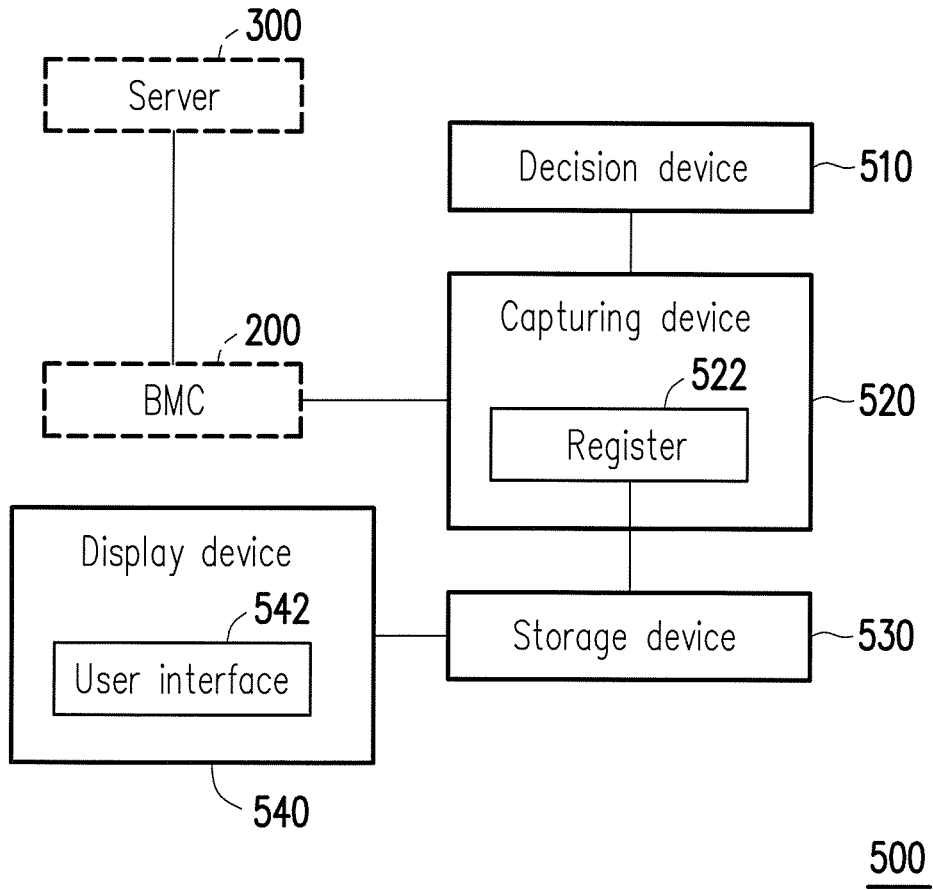 300
Server
Decision device
510
Capturing device
200
BMC
522
520
Register
Display device
542
User interface
Storage device
530
540
500